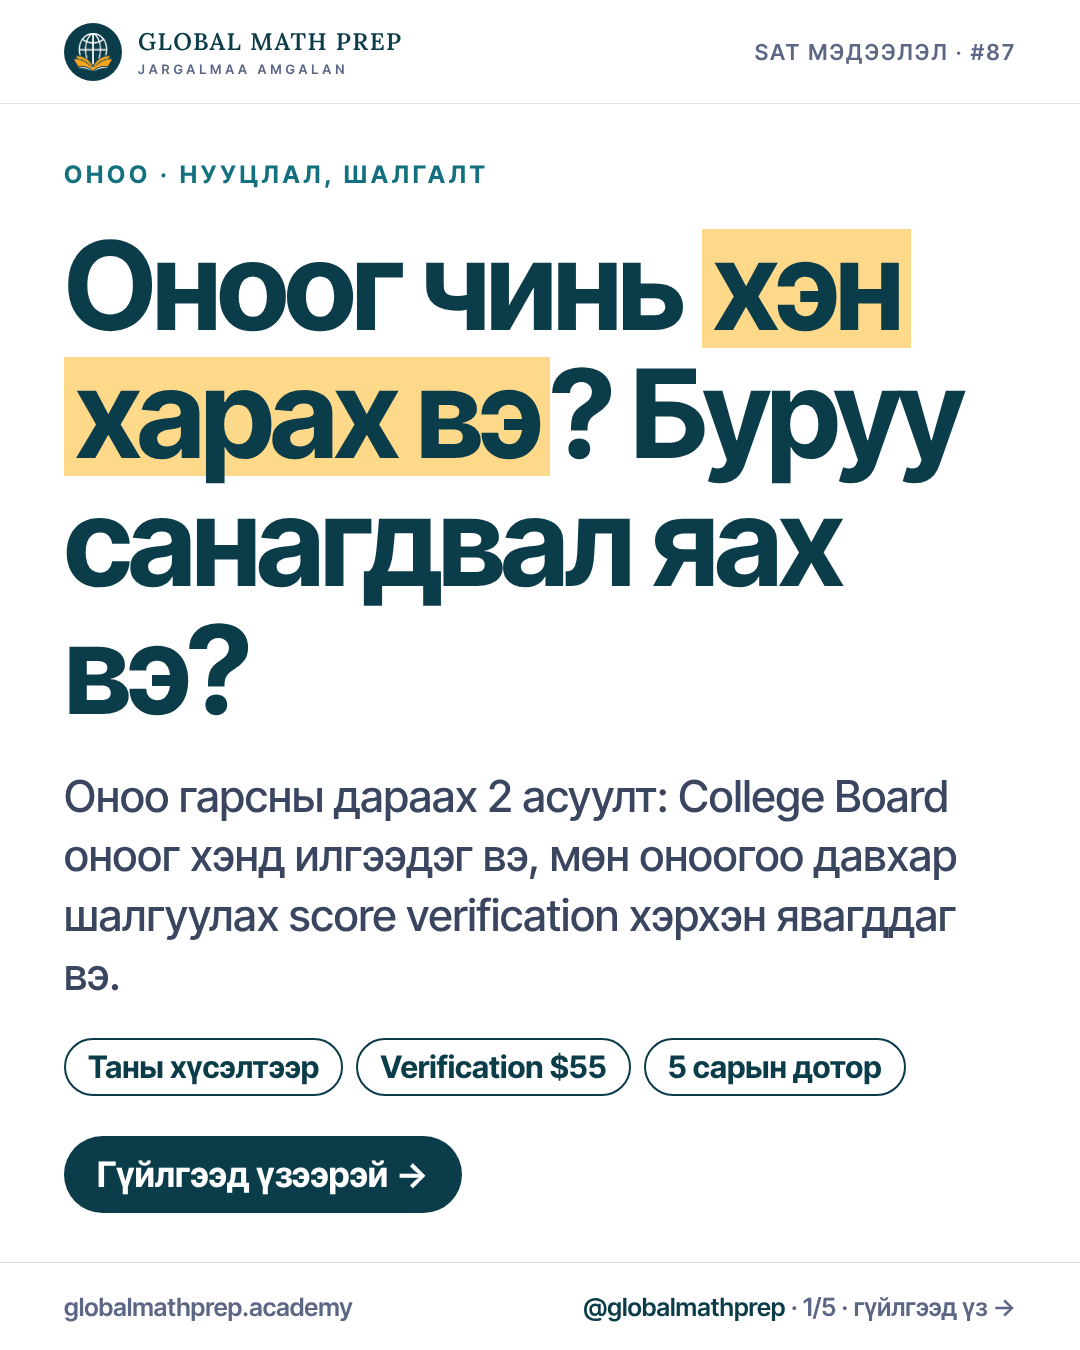 GLOBAL MATH PREP
JARGALMAA AMGALAN
SAT МЭДЭЭЛЭЛ · #87
ОНОО · НУУЦЛАЛ, ШАЛГАЛТ
Оноог чинь хэн
харах вэ? Буруу
санагдвал яах
вэ?
Оноо гарсны дараах 2 асуулт: College Board
оноог хэнд илгээдэг вэ, мөн оноогоо давхар
шалгуулах score verification хэрхэн явагддаг
вэ.
Таны хүсэлтээр
Verification $55
5 сарын дотор
Гүйлгээд үзээрэй →
globalmathprep.academy
@globalmathprep · 1/5 · гүйлгээд үз →